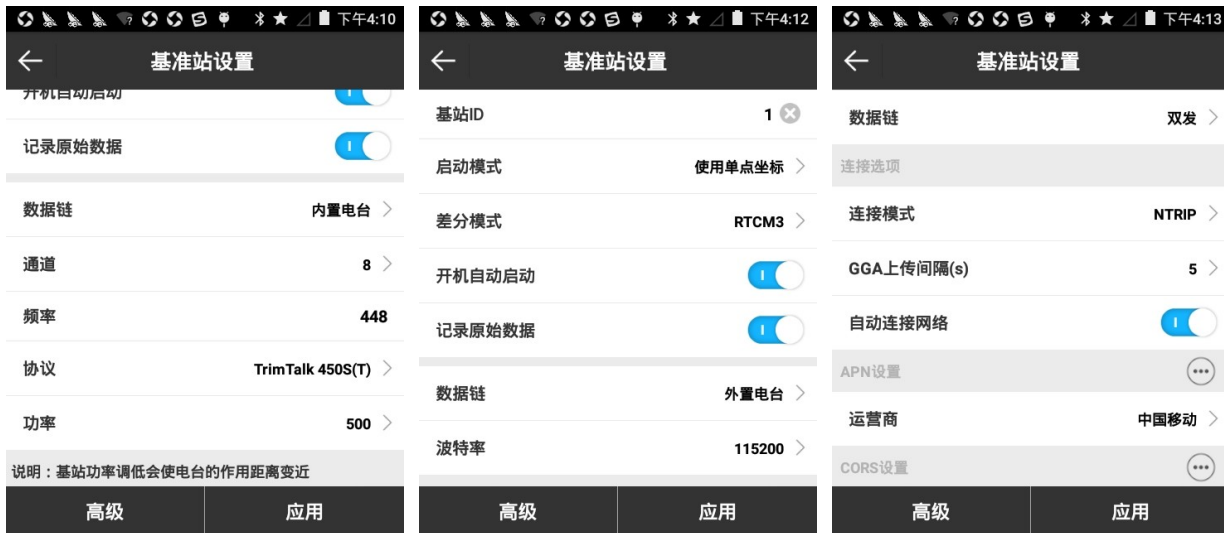 下午4:10
基准站设置
开机自动启动
记录原始数据
数据链 内置电台
通道 8
频率 448
协议 TrimTalk 450S(T)
功率 500
说明：基站功率调低会使电台的作用距离变近
高级 应用
下午4:12
基准站设置
基站ID 1
启动模式 使用单点坐标
差分模式 RTCM3
开机自动启动
记录原始数据
数据链 外置电台
波特率 115200
高级 应用
下午4:13
基准站设置
数据链 双发
连接选项
连接模式 NTRIP
GGA上传间隔(s) 5
自动连接网络
APN设置
运营商 中国移动
CORS设置
高级 应用